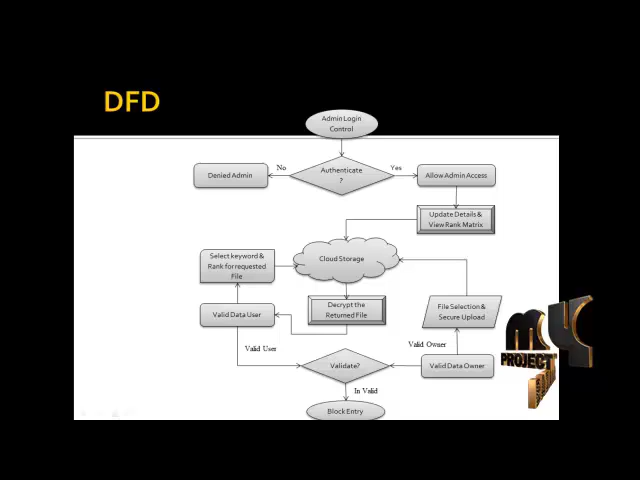 DFD
Admin Login
Control
No
Yes
Denied Admin
Authenticate
?
Allow Admin Access
Update Details &
View Rank Matrix
Select keyword &
Rank forrequested
File
Cloud Storage
Decrypt the
Returned File
File Selection &
Secure Upload
Valid Data User
Valid User
Valid Owner
Validate?
Valid Data Owner
In Valid
Block Entry
MY
PROJECT